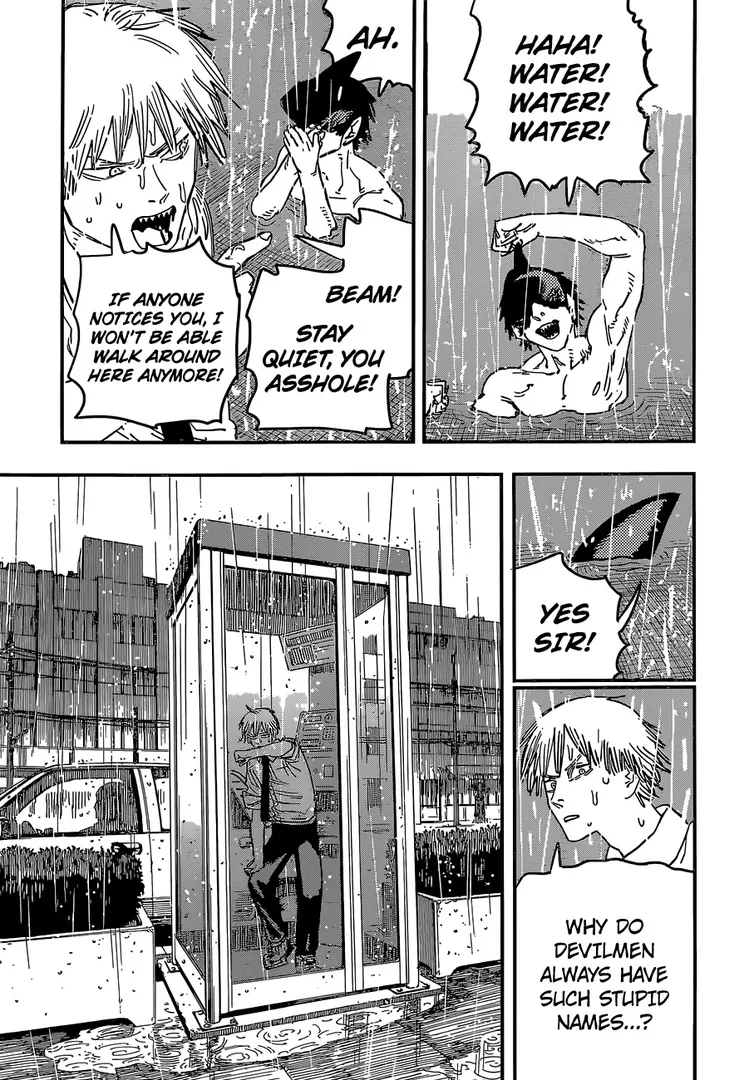 HAHA!
WATER!
WATER!
WATER!
AH.
BEAM!
STAY
QUIET, YOU
ASSHOLE!
IF ANYONE
NOTICES YOU, I
WON'T BE ABLE
WALK AROUND
HERE ANYMORE!
YES
SIR!
WHY DO
DEVILMEN
ALWAYS HAVE
SUCH STUPID
NAMES...?